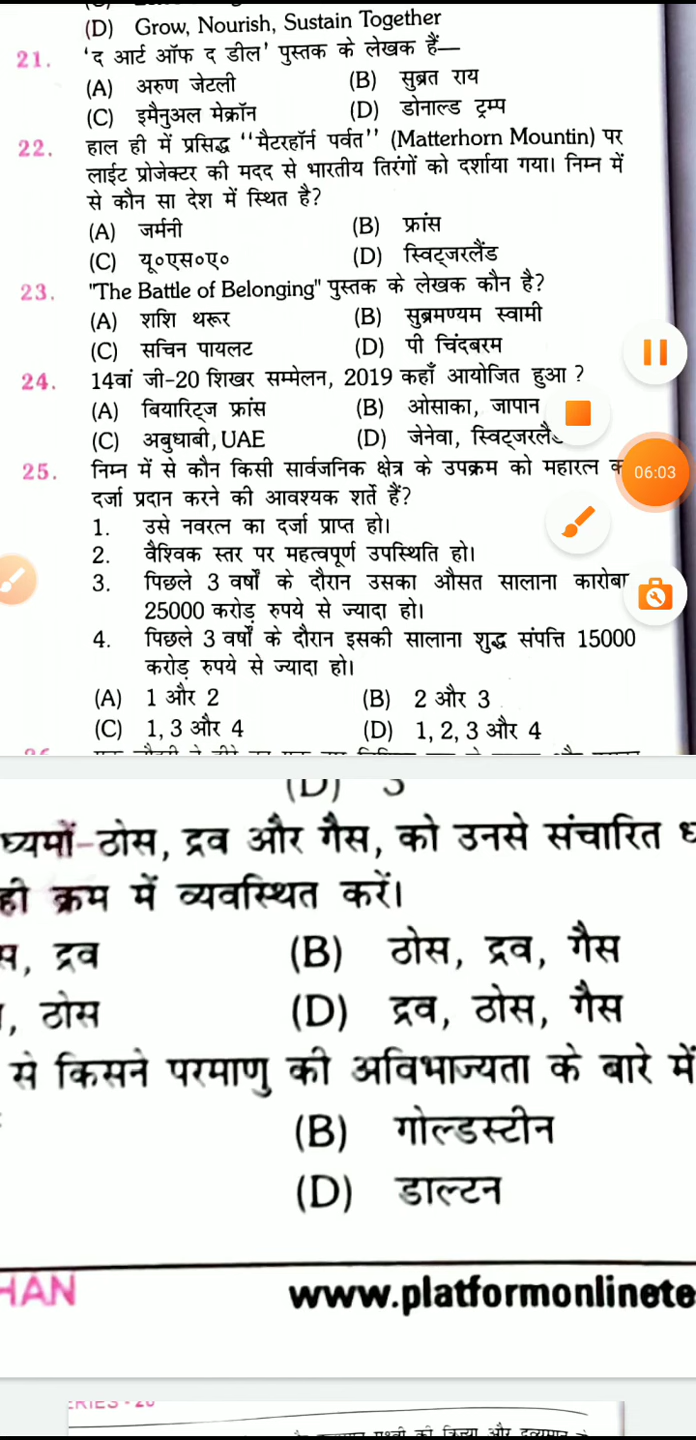 (D) Grow, Nourish, Sustain Together
21. 'द आर्ट ऑफ द डील' पुस्तक के लेखक हैं—
(A) अरुण जेटली (B) सुब्रत राय
(C) इमैनुअल मेक्रॉन (D) डोनाल्ड ट्रम्प
22. हाल ही में प्रसिद्ध ''मैटरहॉर्न पर्वत'' (Matterhorn Mountin) पर
लाईट प्रोजेक्टर की मदद से भारतीय तिरंगों को दर्शाया गया। निम्न में
से कौन सा देश में स्थित है?
(A) जर्मनी (B) फ्रांस
(C) यू०एस०ए० (D) स्विट्जरलैंड
23. "The Battle of Belonging" पुस्तक के लेखक कौन है?
(A) शशि थरूर (B) सुब्रमण्यम स्वामी
(C) सचिन पायलट (D) पी चिदंबरम
24. 14वां जी-20 शिखर सम्मेलन, 2019 कहाँ आयोजित हुआ ?
(A) बियारिट्ज फ्रांस (B) ओसाका, जापान
(C) अबुधाबी, UAE (D) जेनेवा,
25. निम्न में से कौन किसी सार्वजनिक क्षेत्र के उपक्रम को महारत्न
06:03
दर्जा प्रदान करने की आवश्यक शर्ते हैं?
1. उसे नवरत्न का दर्जा प्राप्त हो।
2. वैश्विक स्तर पर महत्वपूर्ण उपस्थिति हो।
3. पिछले 3 वर्षों के दौरान उसका औसत सालाना
25000 करोड़ रुपये से ज्यादा हो।
4. पिछले 3 वर्षों के दौरान इसकी सालाना शुद्ध संपत्ति 15000
करोड़ रुपये से ज्यादा हो।
(A) 1 और 2 (B) 2 और 3
(C) 1, 3 और 4 (D) 1, 2, 3 और 4
ठोस, द्रव और गैस, को उनसे संचारित
क्रम में व्यवस्थित करें।
द्रव (B) ठोस, द्रव, गैस
, ठोस (D) द्रव, ठोस, गैस
से किसने परमाणु की अविभाज्यता के बारे में
(B) गोल्डस्टीन
(D) डाल्टन
HAN www.platformonlinete